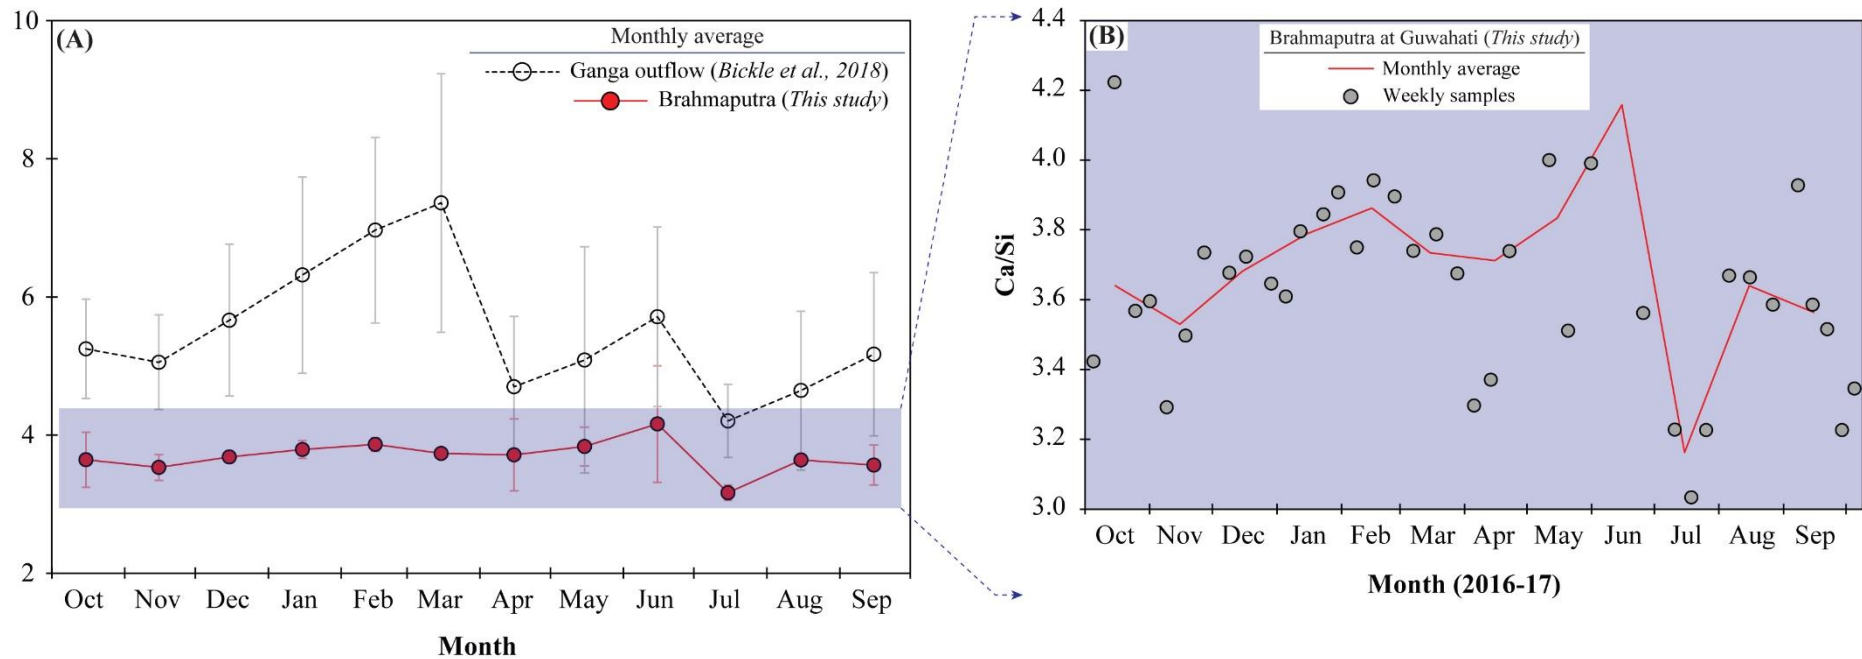 (A)
Monthly average
Ganga outflow (Bickle et al., 2018)
Brahmaputra (This study)
10
8
6
4
2
Oct Nov Dec Jan Feb Mar Apr May Jun Jul Aug Sep
Month
(B)
Brahmaputra at Guwahati (This study)
Monthly average
Weekly samples
Ca/Si
4.4
4.2
4.0
3.8
3.6
3.4
3.2
3.0
Oct Nov Dec Jan Feb Mar Apr May Jun Jul Aug Sep
Month (2016-17)